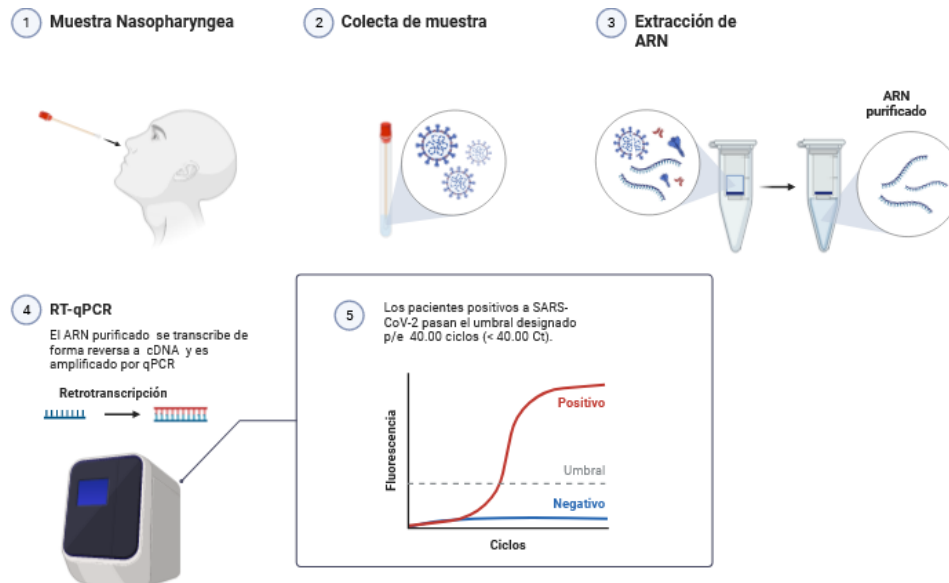 1 Muestra Nasopharyngea
2 Colecta de muestra
3 Extracción de
ARN
ARN
purificado
4 RT-qPCR
El ARN purificado se transcribe de
forma reversa a cDNA y es
amplificado por qPCR
Retrotranscripción
5 Los pacientes positivos a SARS-
CoV-2 pasan el umbral designado
p/e 40.00 ciclos (< 40.00 Ct).
Fluorescencia
Positivo
Umbral
Negativo
Ciclos